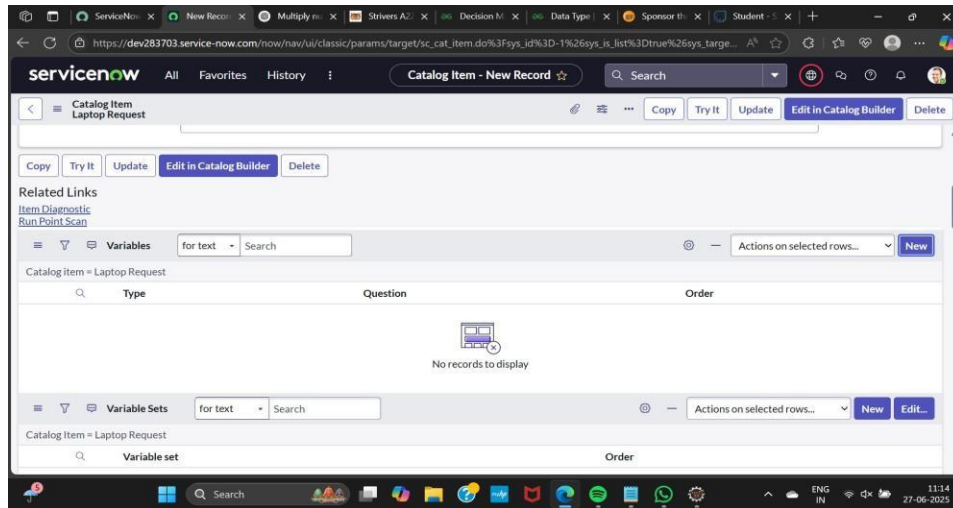 ServiceNow
New Record
Multiply nu
Strivers A2
Decision M
Data Type
Sponsor th
Student - S
https://dev283703.service-now.com/now/nav/ui/classic/params/target/sc_cat_item.do%3Fsys_id%3D-1%26sys_is_list%3Dtrue%26sys_targe...
servicenow All Favorites History Catalog Item - New Record Search
Catalog Item
Laptop Request
Copy Try It Update Edit in Catalog Builder Delete
Copy Try It Update Edit in Catalog Builder Delete
Related Links
Item Diagnostic
Run Point Scan
Variables for text Search Actions on selected rows... New
Catalog item = Laptop Request
Type Question Order
No records to display
Variable Sets for text Search Actions on selected rows... New Edit...
Catalog Item = Laptop Request
Variable set Order
Search ENG 11:14
IN 27-06-2025